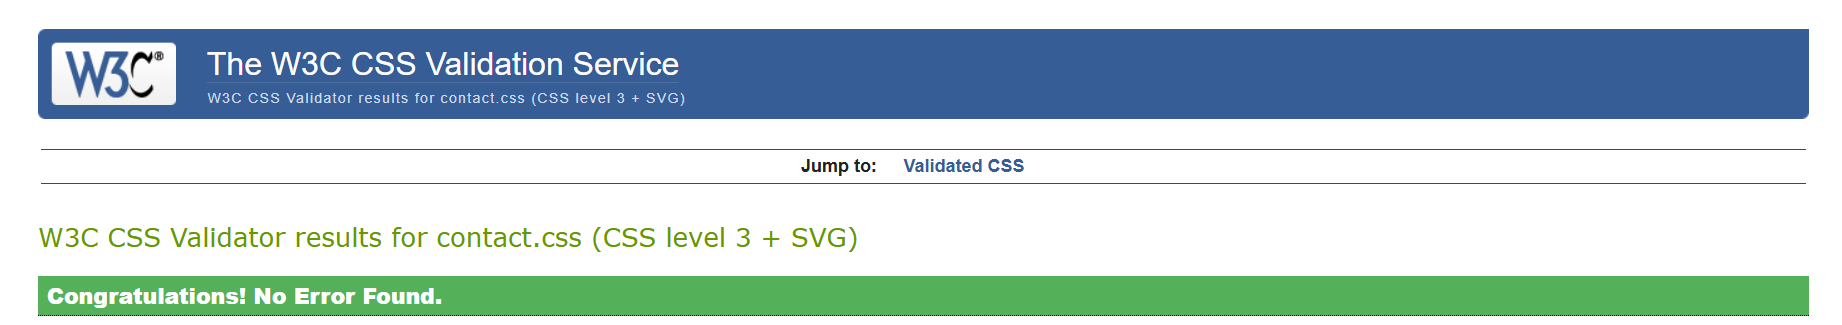 W3C®
The W3C CSS Validation Service
W3C CSS Validator results for contact.css (CSS level 3 + SVG)
Jump to: Validated CSS
W3C CSS Validator results for contact.css (CSS level 3 + SVG)
Congratulations! No Error Found.